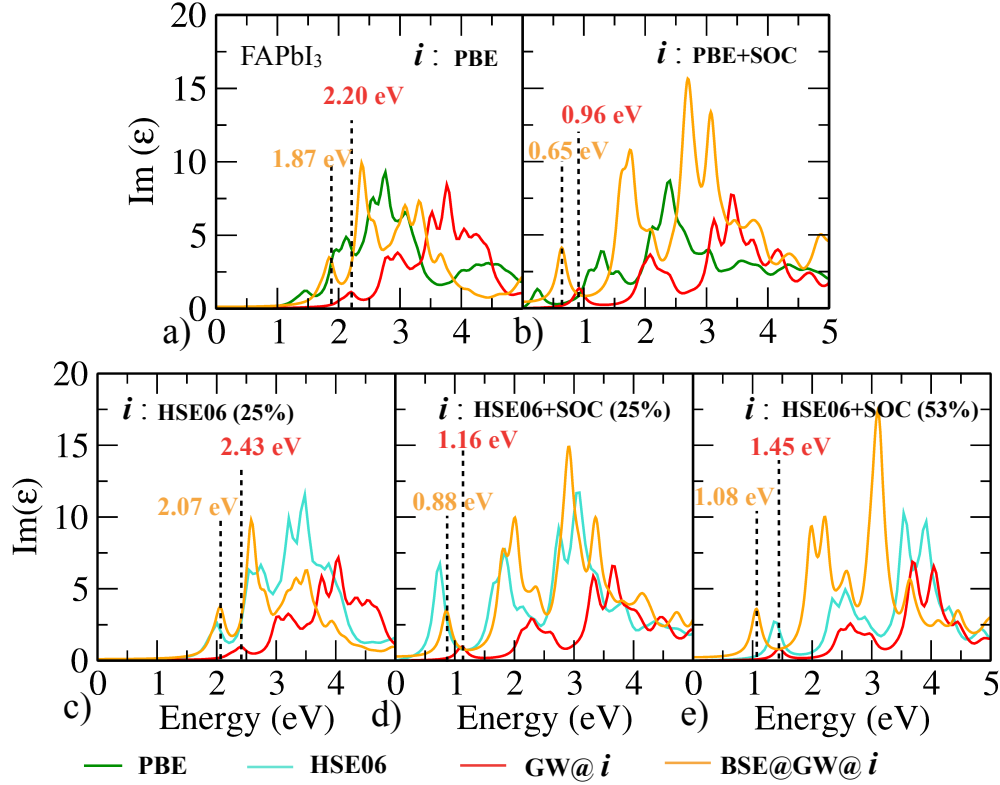 20
15
10
5
0
Im (ε)
FAPbI₃
i : PBE
2.20 eV
1.87 eV
0 1 2 3 4
a)
i : PBE+SOC
0.96 eV
0.65 eV
1 2 3 4 5
b)
20
15
10
5
0
Im(ε)
i : HSE06 (25%)
2.43 eV
2.07 eV
0 1 2 3 4
c)
Energy (eV)
i : HSE06+SOC (25%)
1.16 eV
0.88 eV
0 1 2 3 4
d)
Energy (eV)
i : HSE06+SOC (53%)
1.45 eV
1.08 eV
0 1 2 3 4 5
e)
Energy (eV)
PBE HSE06 GW@ i BSE@GW@ i